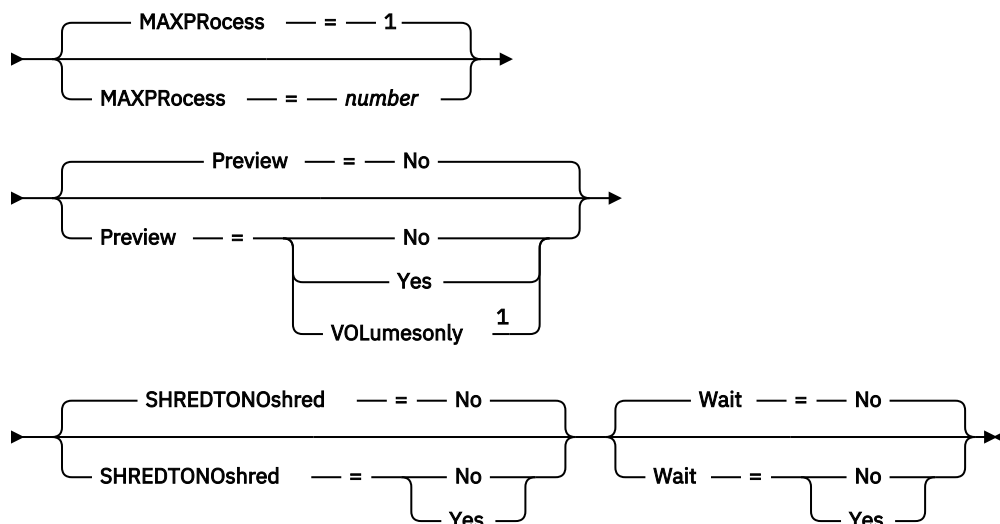 MAXPRocess = 1
MAXPRocess = number
Preview = No
Preview = No
Yes
VOLumesonly 1
SHREDTONOshred = No Wait = No
SHREDTONOshred = No Wait = No
Yes Yes